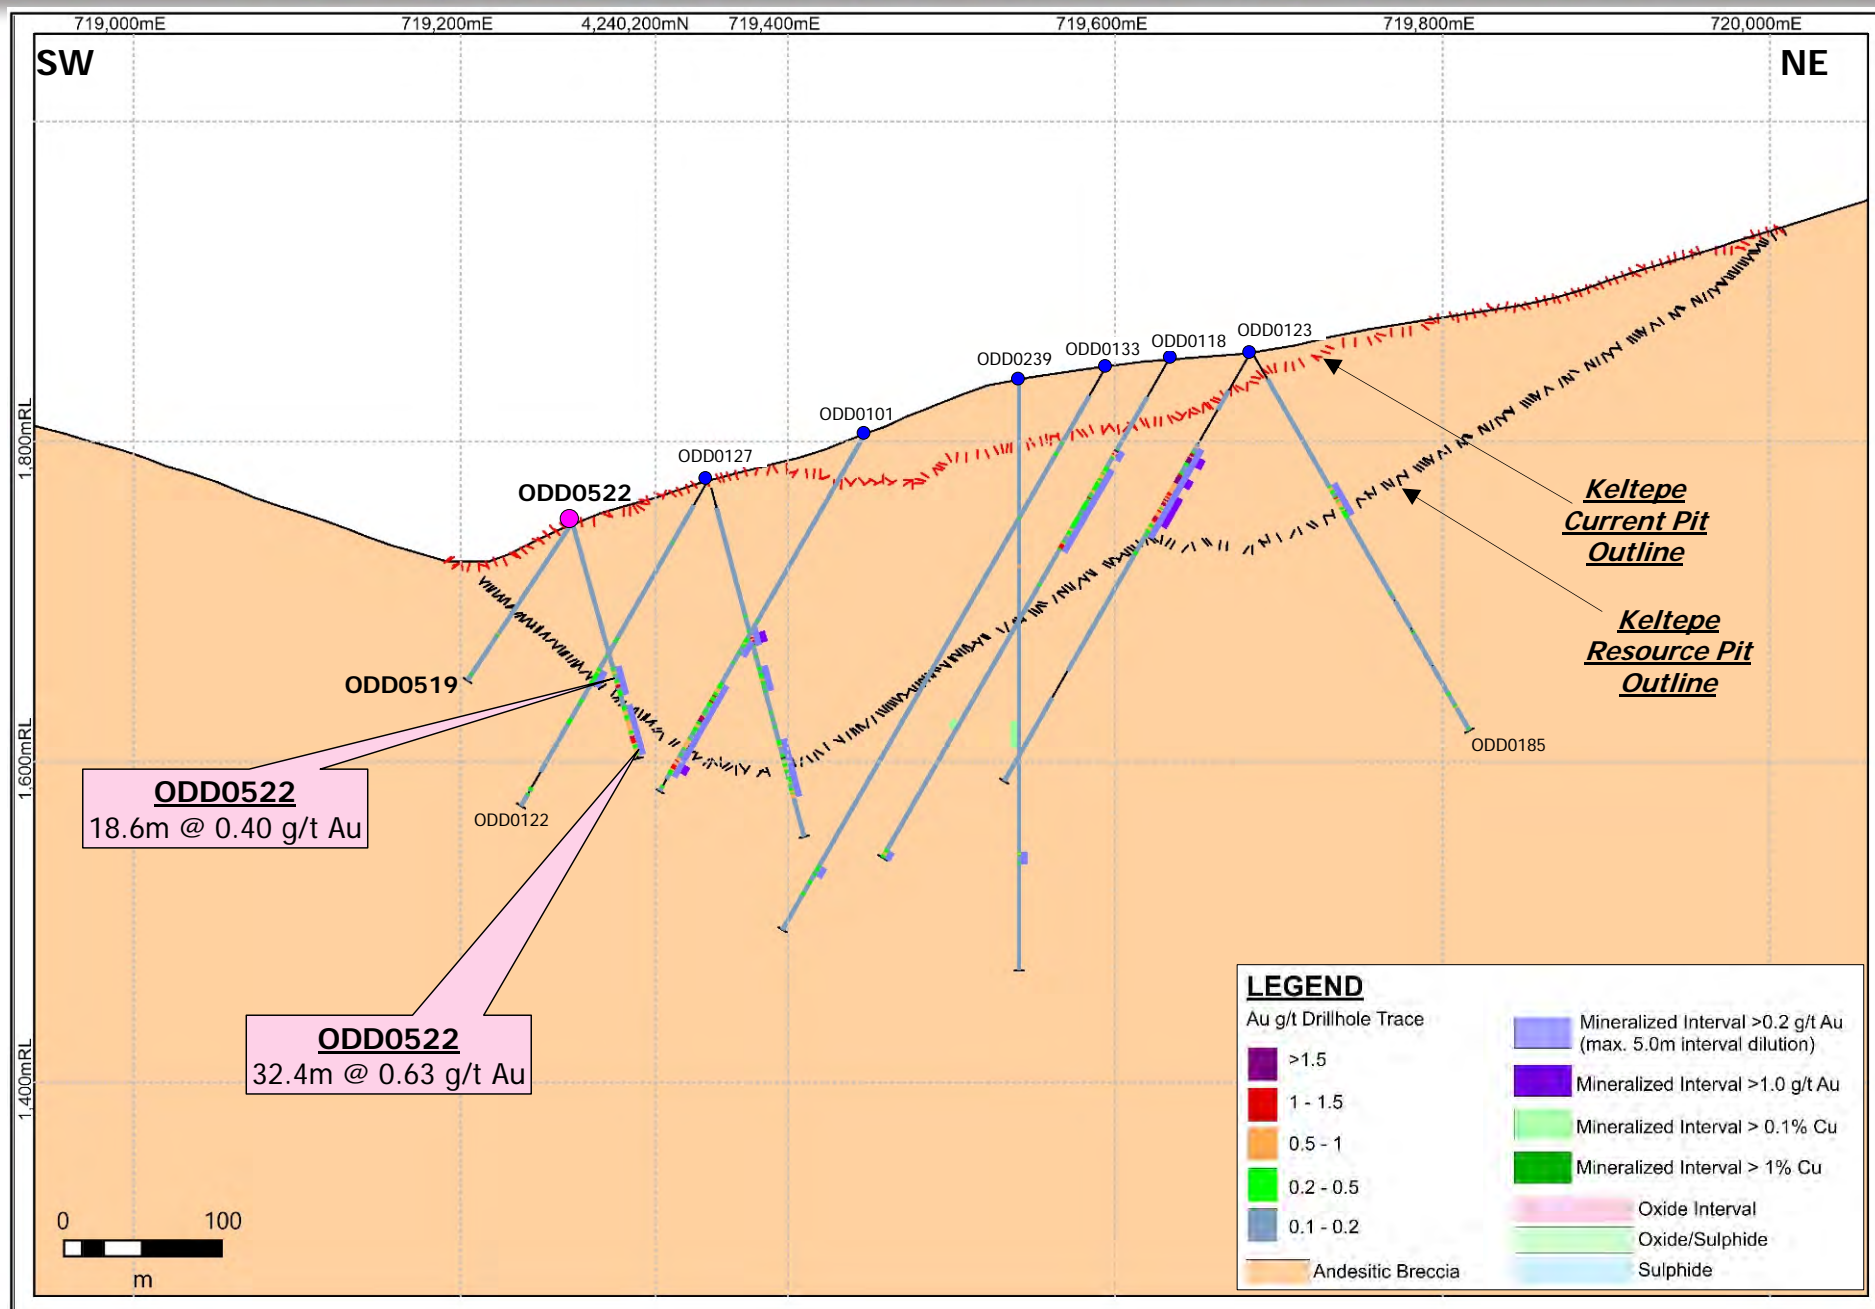 719,000mE
719,200mE
4,240,200mN
719,400mE
719,600mE
719,800mE
720,000mE
SW
NE
1,800mRL
1,600mRL
1,400mRL
ODD0123
ODD0118
ODD0133
ODD0239
ODD0101
ODD0127
ODD0522
ODD0519
ODD0122
ODD0185
Keltepe
Current Pit
Outline
Keltepe
Resource Pit
Outline
ODD0522
18.6m @ 0.40 g/t Au
ODD0522
32.4m @ 0.63 g/t Au
0 100
m
LEGEND
Au g/t Drillhole Trace
>1.5
1 - 1.5
0.5 - 1
0.2 - 0.5
0.1 - 0.2
Andesitic Breccia
Mineralized Interval >0.2 g/t Au
(max. 5.0m interval dilution)
Mineralized Interval >1.0 g/t Au
Mineralized Interval > 0.1% Cu
Mineralized Interval > 1% Cu
Oxide Interval
Oxide/Sulphide
Sulphide